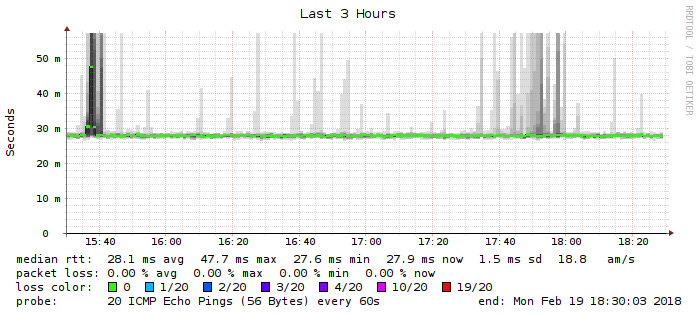 Last 3 Hours
RRDTOOL / TOBI OETIKER
Seconds
50 m
40 m
30 m
20 m
10 m
0
15:40 16:00 16:20 16:40 17:00 17:20 17:40 18:00 18:20
median rtt: 28.1 ms avg 47.7 ms max 27.6 ms min 27.9 ms now 1.5 ms sd 18.8 am/s
packet loss: 0.00 % avg 0.00 % max 0.00 % min 0.00 % now
loss color: 0 1/20 2/20 3/20 4/20 10/20 19/20
probe: 20 ICMP Echo Pings (56 Bytes) every 60s end: Mon Feb 19 18:30:03 2018